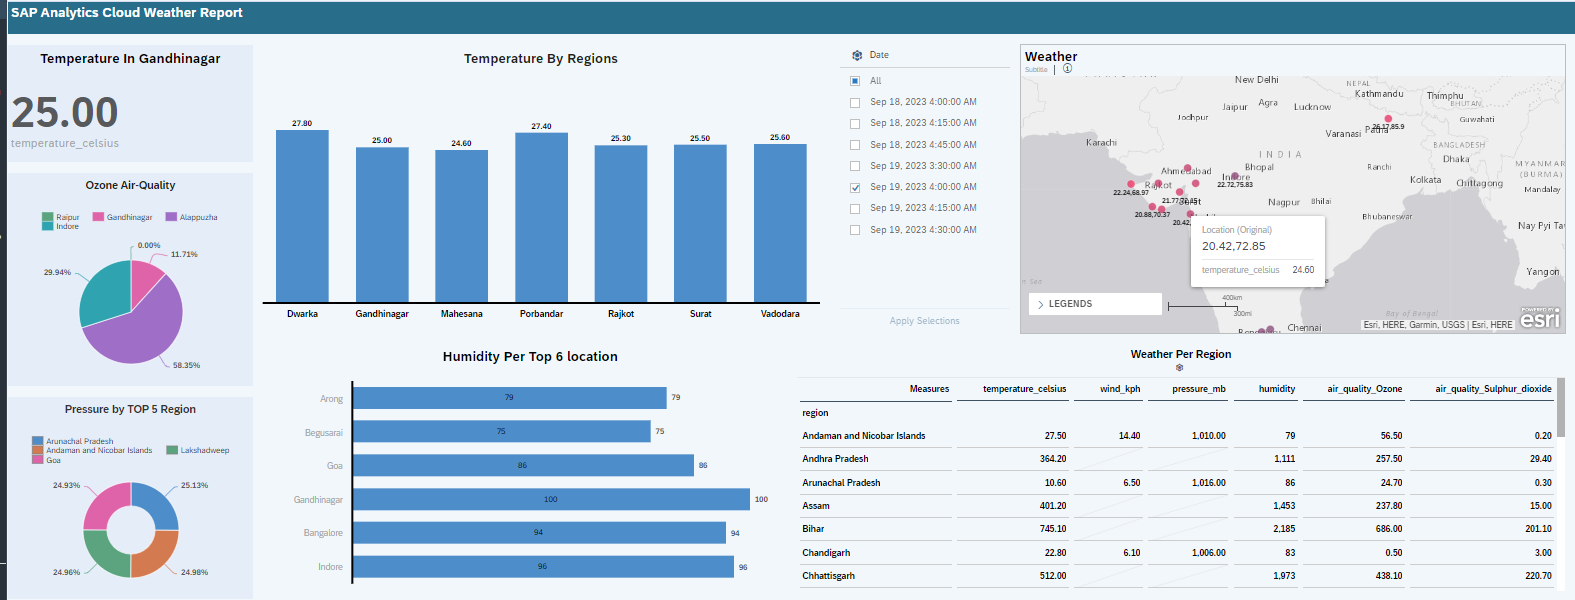 SAP Analytics Cloud Weather Report
Temperature In Gandhinagar
25.00
temperature_celsius
Ozone Air-Quality
Raipur
Gandhinagar
Alappuzha
Indore
0.00%
11.71%
29.94%
58.35%
Pressure by TOP 5 Region
Arunachal Pradesh
Andaman and Nicobar Islands
Lakshadweep
Goa
24.93%
25.13%
24.96%
24.98%
Temperature By Regions
27.80
25.00
24.60
27.40
25.30
25.50
25.60
Dwarka
Gandhinagar
Mahesana
Porbandar
Rajkot
Surat
Vadodara
Humidity Per Top 6 location
Arong 79 79
Begusarai 75 75
Goa 86 86
Gandhinagar 100 100
Bangalore 94 94
Indore 96 96
Date
All
Sep 18, 2023 4:00:00 AM
Sep 18, 2023 4:15:00 AM
Sep 18, 2023 4:45:00 AM
Sep 19, 2023 3:30:00 AM
Sep 19, 2023 4:00:00 AM
Sep 19, 2023 4:15:00 AM
Sep 19, 2023 4:30:00 AM
Apply Selections
Weather
Subtitle
New Delhi
NEPAL
Kathmandu
Thimphu
BHUTAN
Jaipur
Agra
Lucknow
Jodhpur
Guwahati
Varanasi
Patna
Karachi
BANGLADESH
INDIA
Dhaka
MYANMAR
(BURMA)
Ahmedabad
Bhopal
Ranchi
Indore
22.72,75.83
Kolkata
Chittagong
Mandalay
Rajkot
22.24,68.97
Nagpur
Bhilai
20.88,70.37
Bhubaneswar
Nay Pyi Ta
20.42,
Location (Original)
20.42,72.85
temperature_celsius 24.60
Yangon
LEGENDS
400km
300mi
Bay of Bengal
Chennai
Esri, HERE, Garmin, USGS | Esri, HERE
POWERED BY
esri
Weather Per Region
Measures temperature_celsius wind_kph pressure_mb humidity air_quality_Ozone air_quality_Sulphur_dioxide
region
Andaman and Nicobar Islands 27.50 14.40 1,010.00 79 56.50 0.20
Andhra Pradesh 364.20 1,111 257.50 29.40
Arunachal Pradesh 10.60 6.50 1,016.00 86 24.70 0.30
Assam 401.20 1,453 237.80 15.00
Bihar 745.10 2,185 686.00 201.10
Chandigarh 22.80 6.10 1,006.00 83 0.50 3.00
Chhattisgarh 512.00 1,973 438.10 220.70